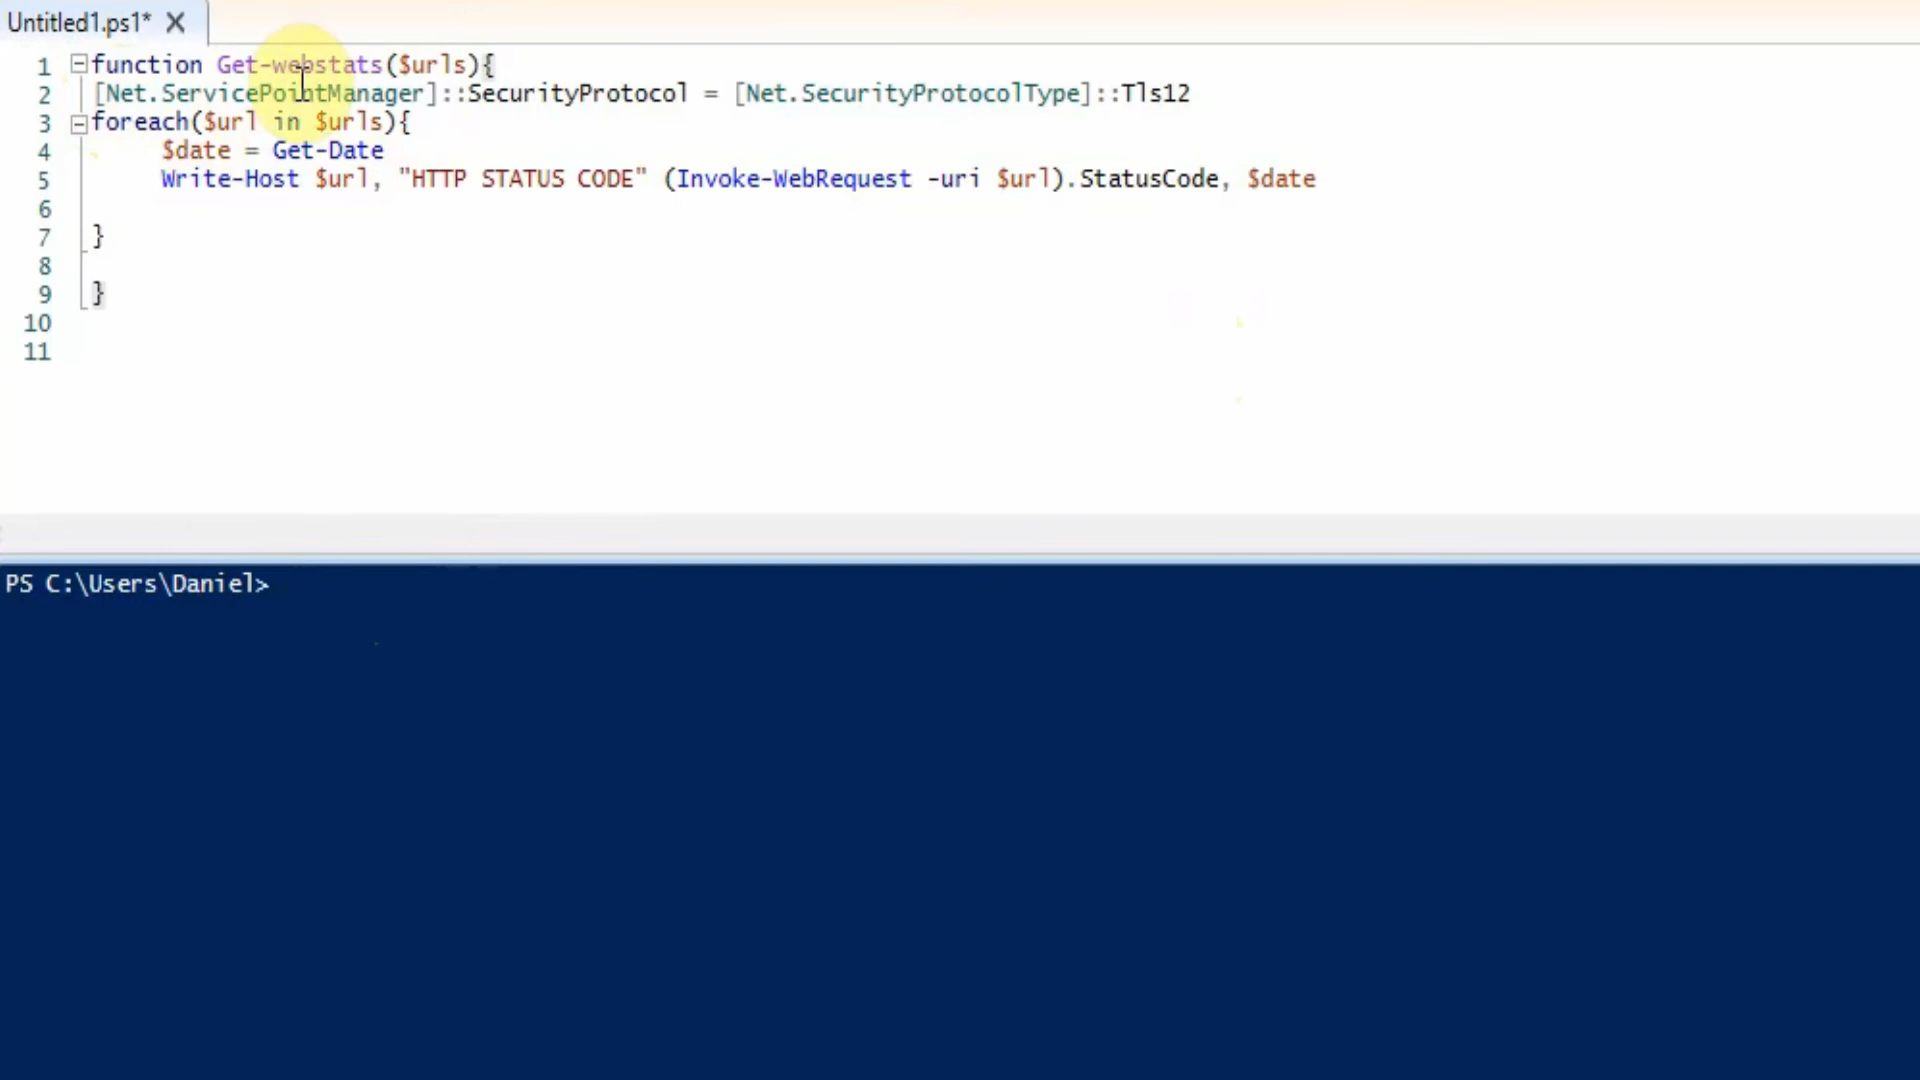 Untitled1.ps1* X
1 function Get-webstats($urls){
2 [Net.ServicePointManager]::SecurityProtocol = [Net.SecurityProtocolType]::Tls12
3 foreach($url in $urls){
4 $date = Get-Date
5 Write-Host $url, "HTTP STATUS CODE" (Invoke-WebRequest -uri $url).StatusCode, $date
6
7 }
8
9 }
10
11
PS C:\Users\Daniel>